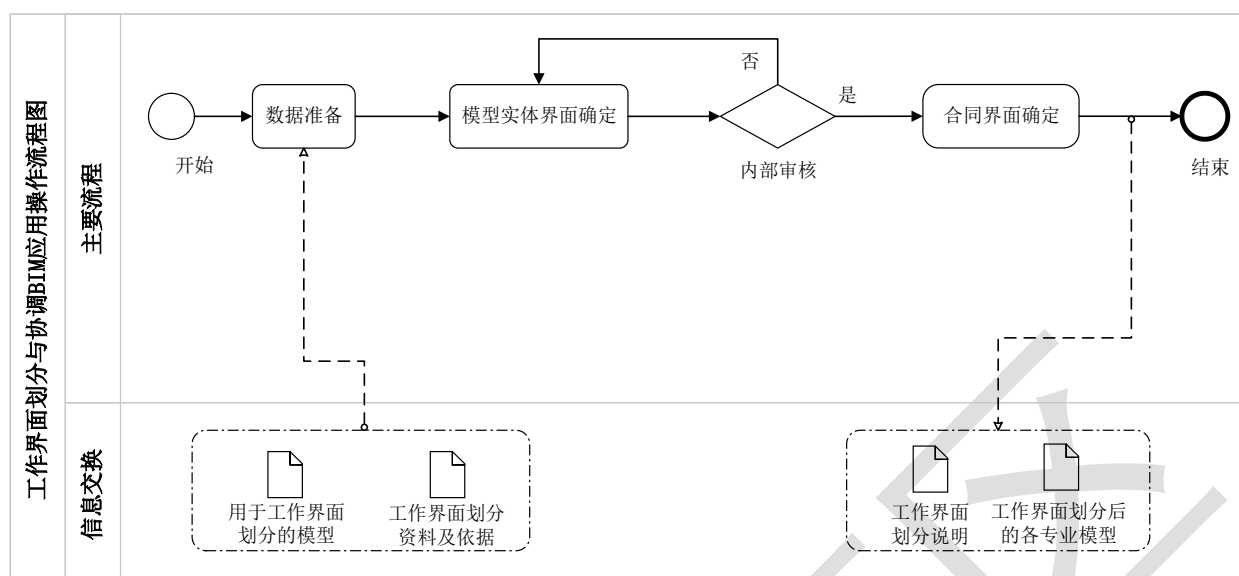 工作界面划分与协调BIM应用操作流程图
主要流程
否
数据准备
模型实体界面确定
是
合同界面确定
开始
内部审核
结束
信息交换
用于工作界面
划分的模型
工作界面划分
资料及依据
工作界面
划分说明
工作界面划分后
的各专业模型